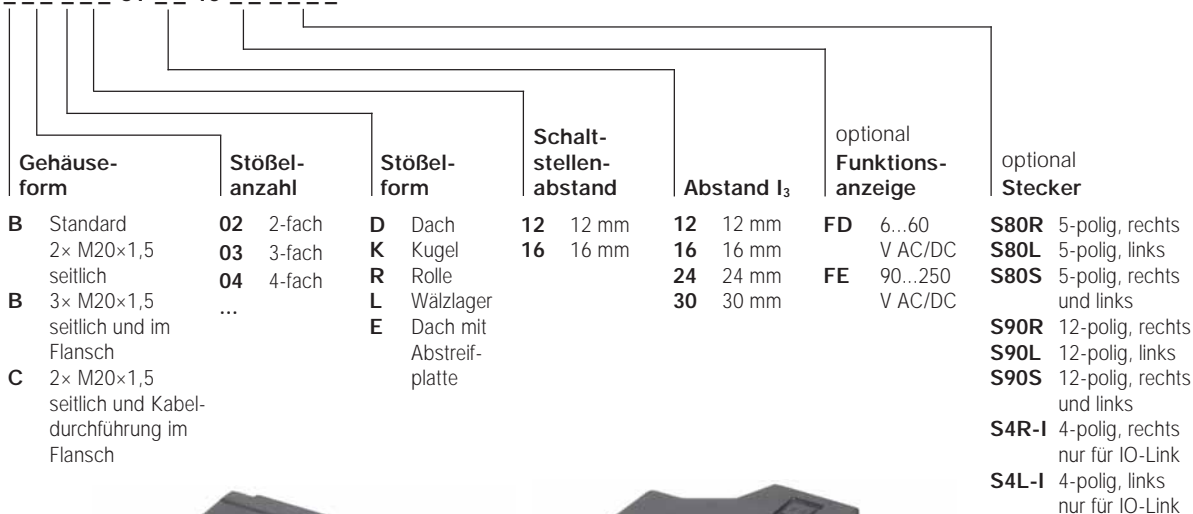 optional
Schalt-
stellen-
abstand
Gehäuse-
form
Stößel-
anzahl
Stößel-
form
Abstand l₃
Funktions-
anzeige
optional
Stecker
B Standard
2× M20×1,5
seitlich
B 3× M20×1,5
seitlich und im
Flansch
C 2× M20×1,5
seitlich und Kabel-
durchführung im
Flansch
02 2-fach
03 3-fach
04 4-fach
...
D Dach
K Kugel
R Rolle
L Wälzlager
E Dach mit
Abstreif-
platte
12 12 mm
16 16 mm
12 12 mm
16 16 mm
24 24 mm
30 30 mm
FD 6...60
V AC/DC
FE 90...250
V AC/DC
S80R 5-polig, rechts
S80L 5-polig, links
S80S 5-polig, rechts
und links
S90R 12-polig, rechts
S90L 12-polig, links
S90S 12-polig, rechts
und links
S4R-I 4-polig, rechts
nur für IO-Link
S4L-I 4-polig, links
nur für IO-Link